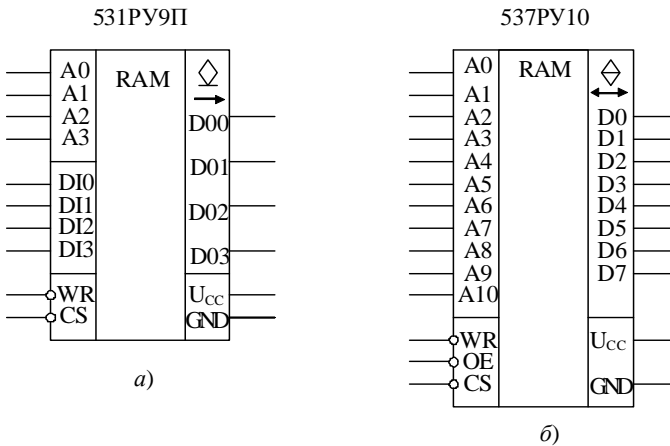 531РУ9П
A0
A1
A2
A3
DI0
DI1
DI2
DI3
WR
CS
RAM
D00
D01
D02
D03
UCC
GND
а)
537РУ10
A0
A1
A2
A3
A4
A5
A6
A7
A8
A9
A10
WR
OE
CS
RAM
D0
D1
D2
D3
D4
D5
D6
D7
UCC
GND
б)